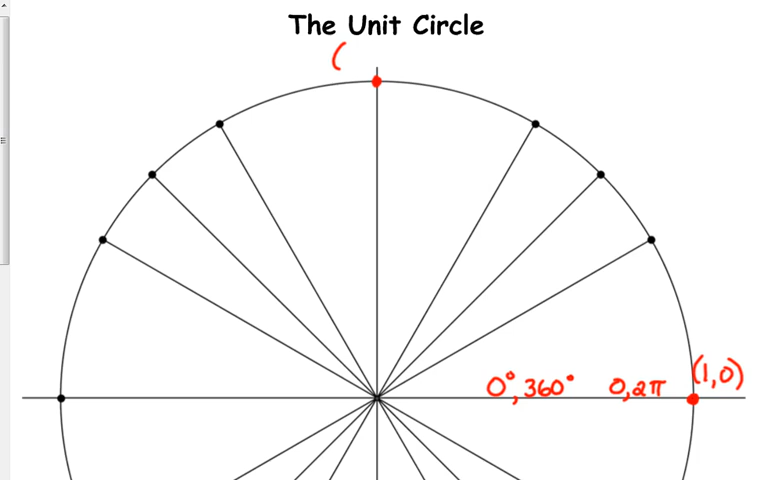 The Unit Circle
(
(1,0)
0°,360° 0,2π